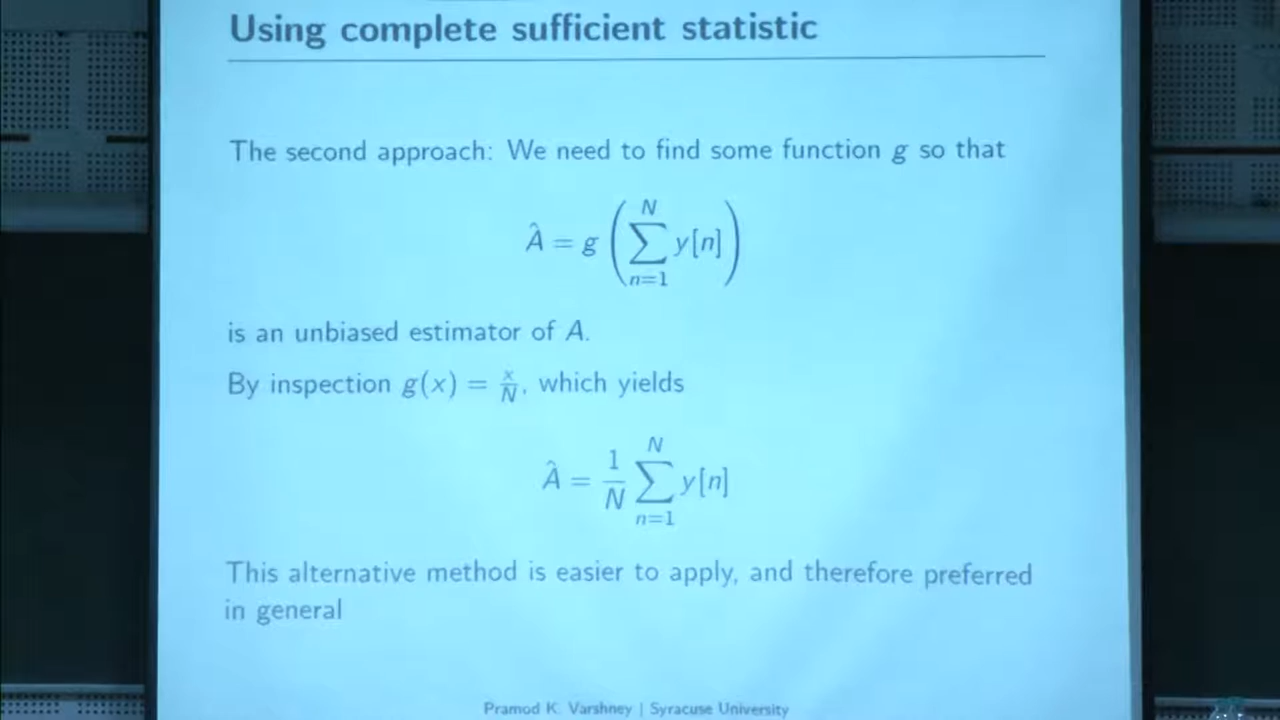 Using complete sufficient statistic
The second approach: We need to find some function g so that
Â = g ( ∑_{n=1}^{N} y[n] )
is an unbiased estimator of A.
By inspection g(x) = x/N, which yields
Â = 1/N ∑_{n=1}^{N} y[n]
This alternative method is easier to apply, and therefore preferred
in general
Pramod K. Varshney | Syracuse University